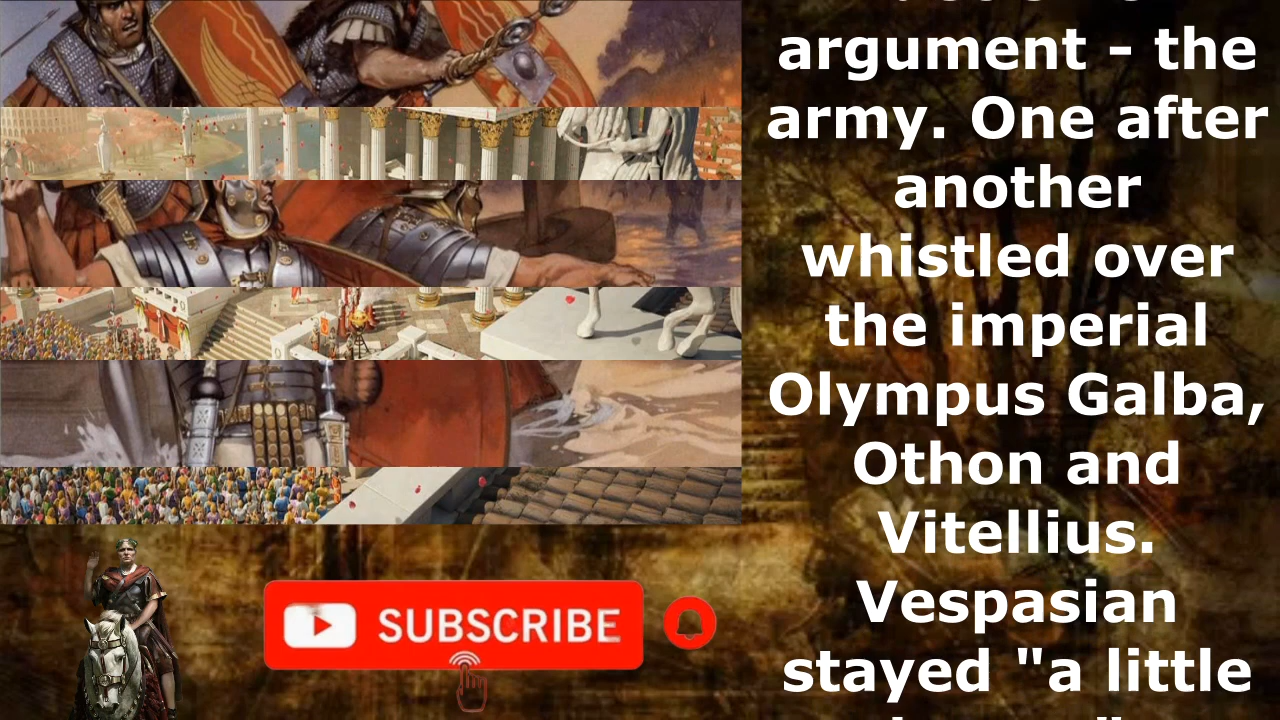 argument - the
army. One after
another
whistled over
the imperial
Olympus Galba,
Othon and
Vitellius.
Vespasian
stayed "a little
SUBSCRIBE